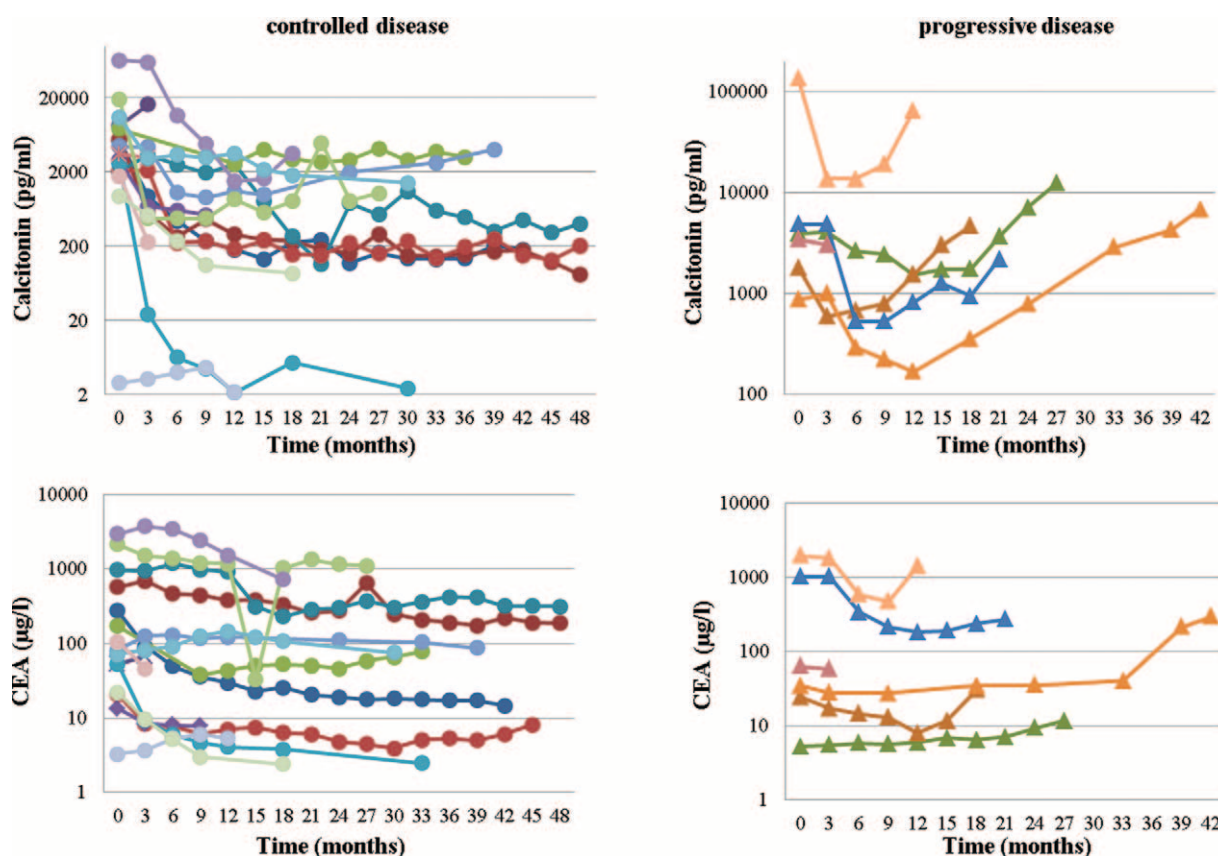 controlled disease
progressive disease
Calcitonin (pg/ml)
20000
2000
200
20
2
0 3 6 9 12 15 18 21 24 27 30 33 36 39 42 45 48
Time (months)
Calcitonin (pg/ml)
100000
10000
1000
100
0 3 6 9 12 15 18 21 24 27 30 33 36 39 42
Time (months)
CEA (µg/l)
10000
1000
100
10
1
0 3 6 9 12 15 18 21 24 27 30 33 36 39 42 45 48
Time (months)
CEA (µg/l)
10000
1000
100
10
1
0 3 6 9 12 15 18 21 24 27 30 33 36 39 42
Time (months)